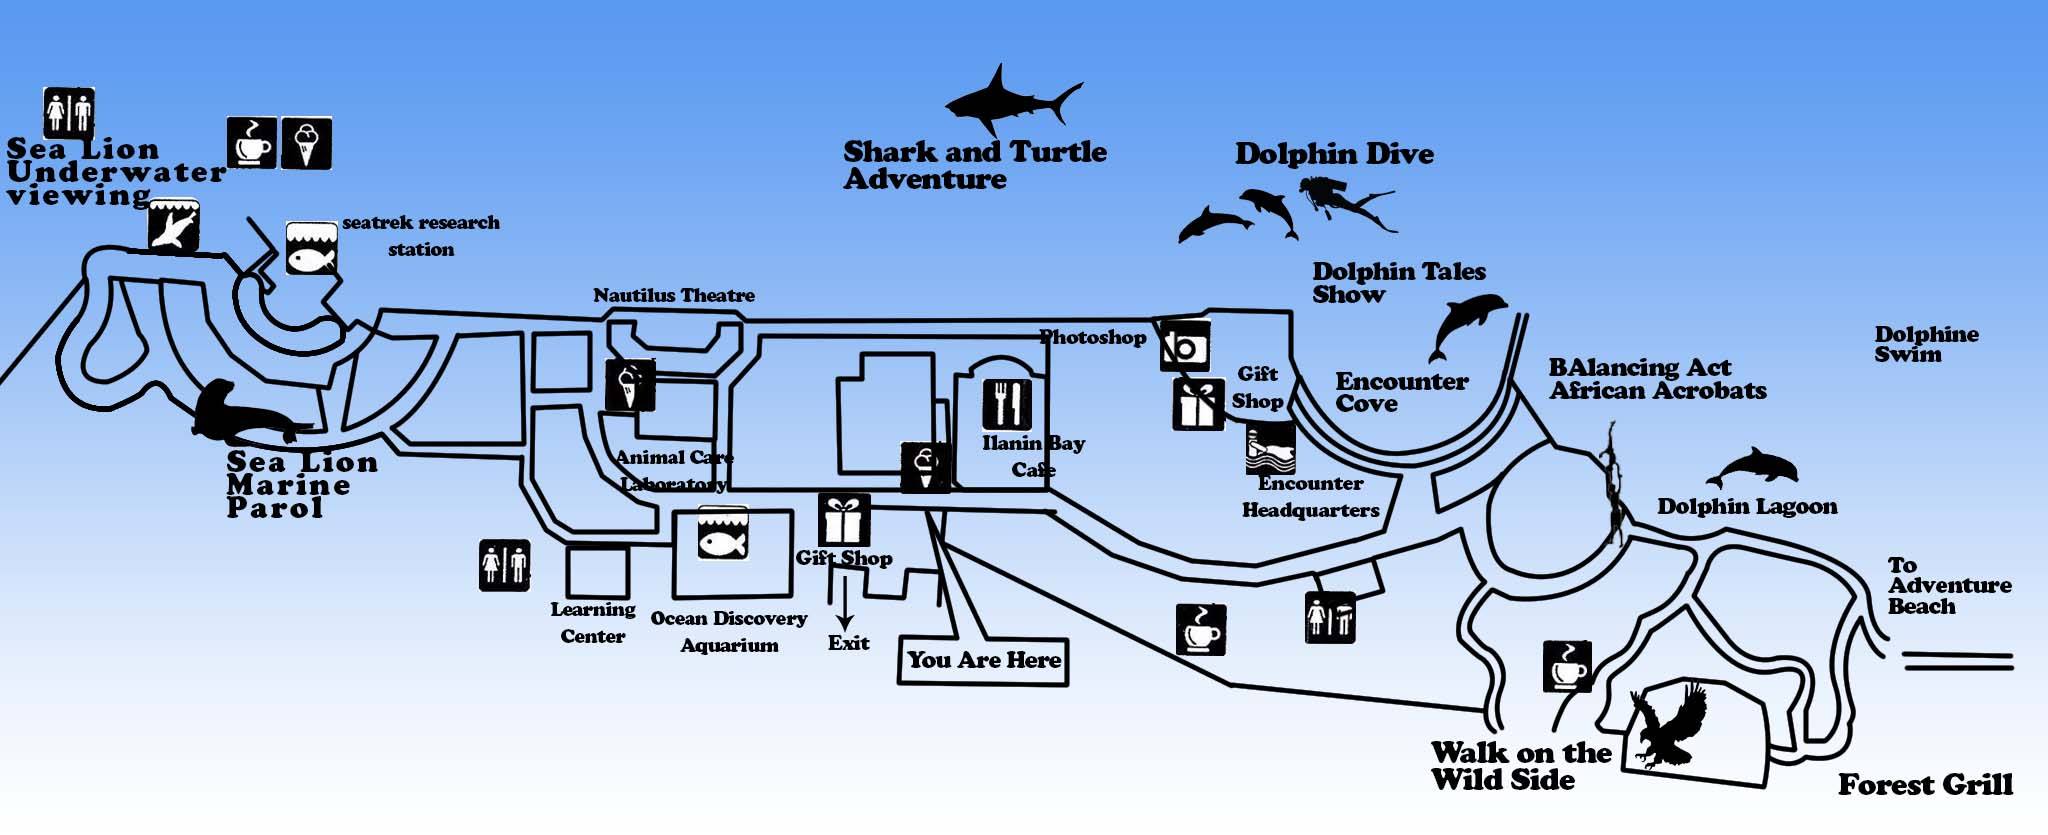 Sea Lion
Underwater
viewing
seatrek research
station
Shark and Turtle
Adventure
Dolphin Dive
Dolphin Tales
Show
Nautilus Theatre
Photoshop
Gift
Shop
Encounter
Cove
BAlancing Act
African Acrobats
Dolphine
Swim
Sea Lion
Marine
Parol
Animal Care
Laboratory
Ilanin Bay
Cafe
Encounter
Headquarters
Dolphin Lagoon
Gift Shop
Learning
Center
Ocean Discovery
Aquarium
Exit
You Are Here
To
Adventure
Beach
Walk on the
Wild Side
Forest Grill